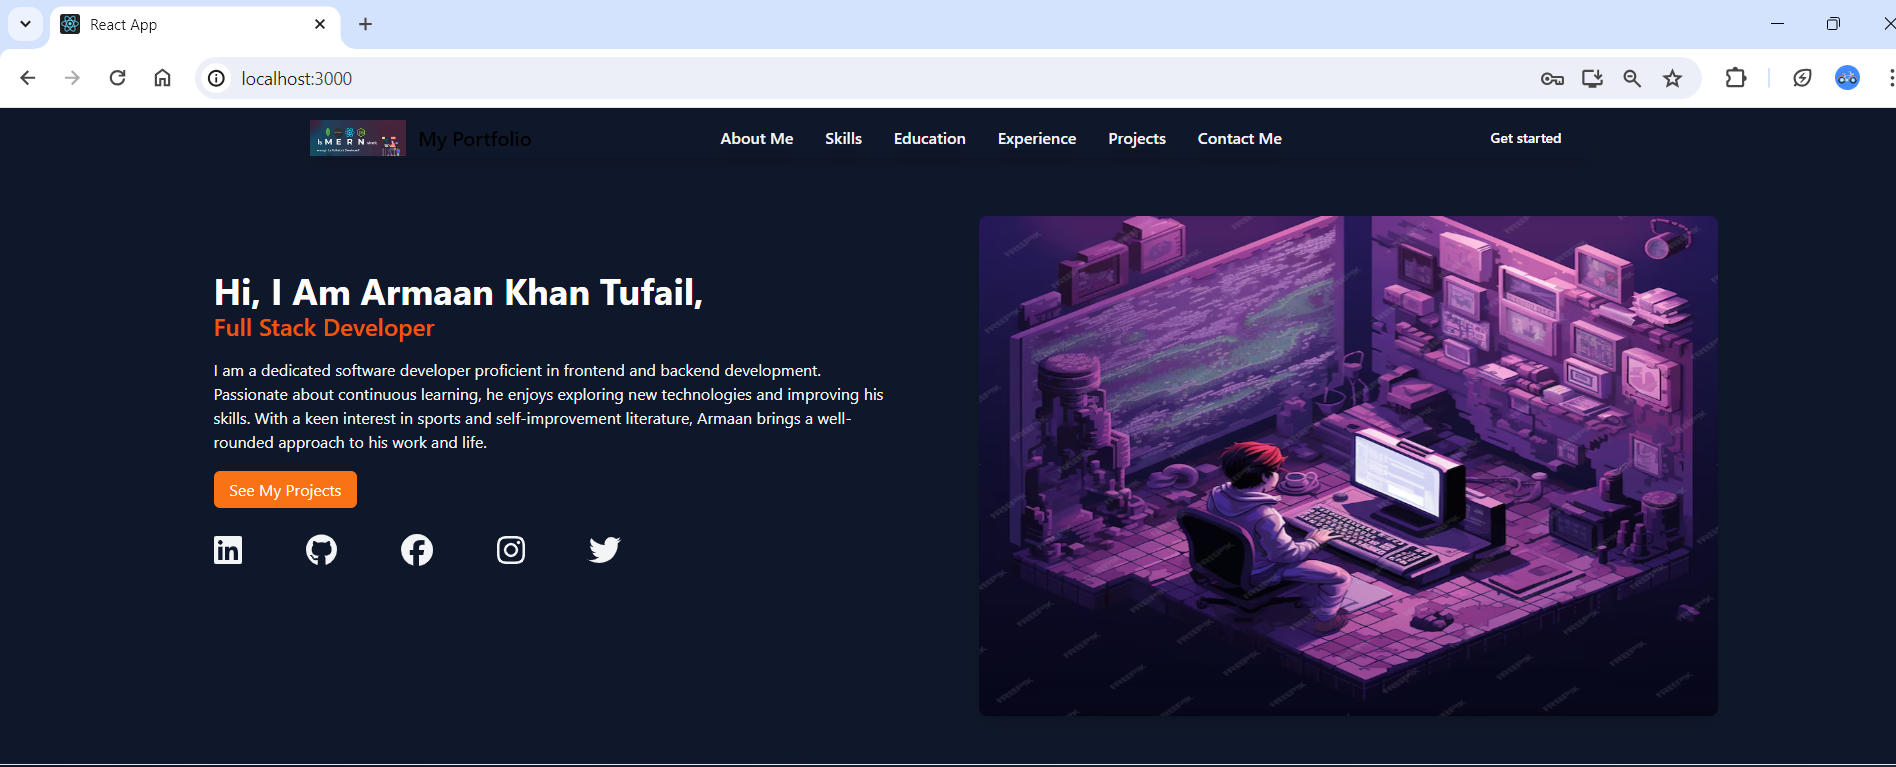 React App
localhost:3000
MERN
My Portfolio
About Me
Skills
Education
Experience
Projects
Contact Me
Get started
Hi, I Am Armaan Khan Tufail,
Full Stack Developer
I am a dedicated software developer proficient in frontend and backend development.
Passionate about continuous learning, he enjoys exploring new technologies and improving his
skills. With a keen interest in sports and self-improvement literature, Armaan brings a well-
rounded approach to his work and life.
See My Projects
in
FREEPIK